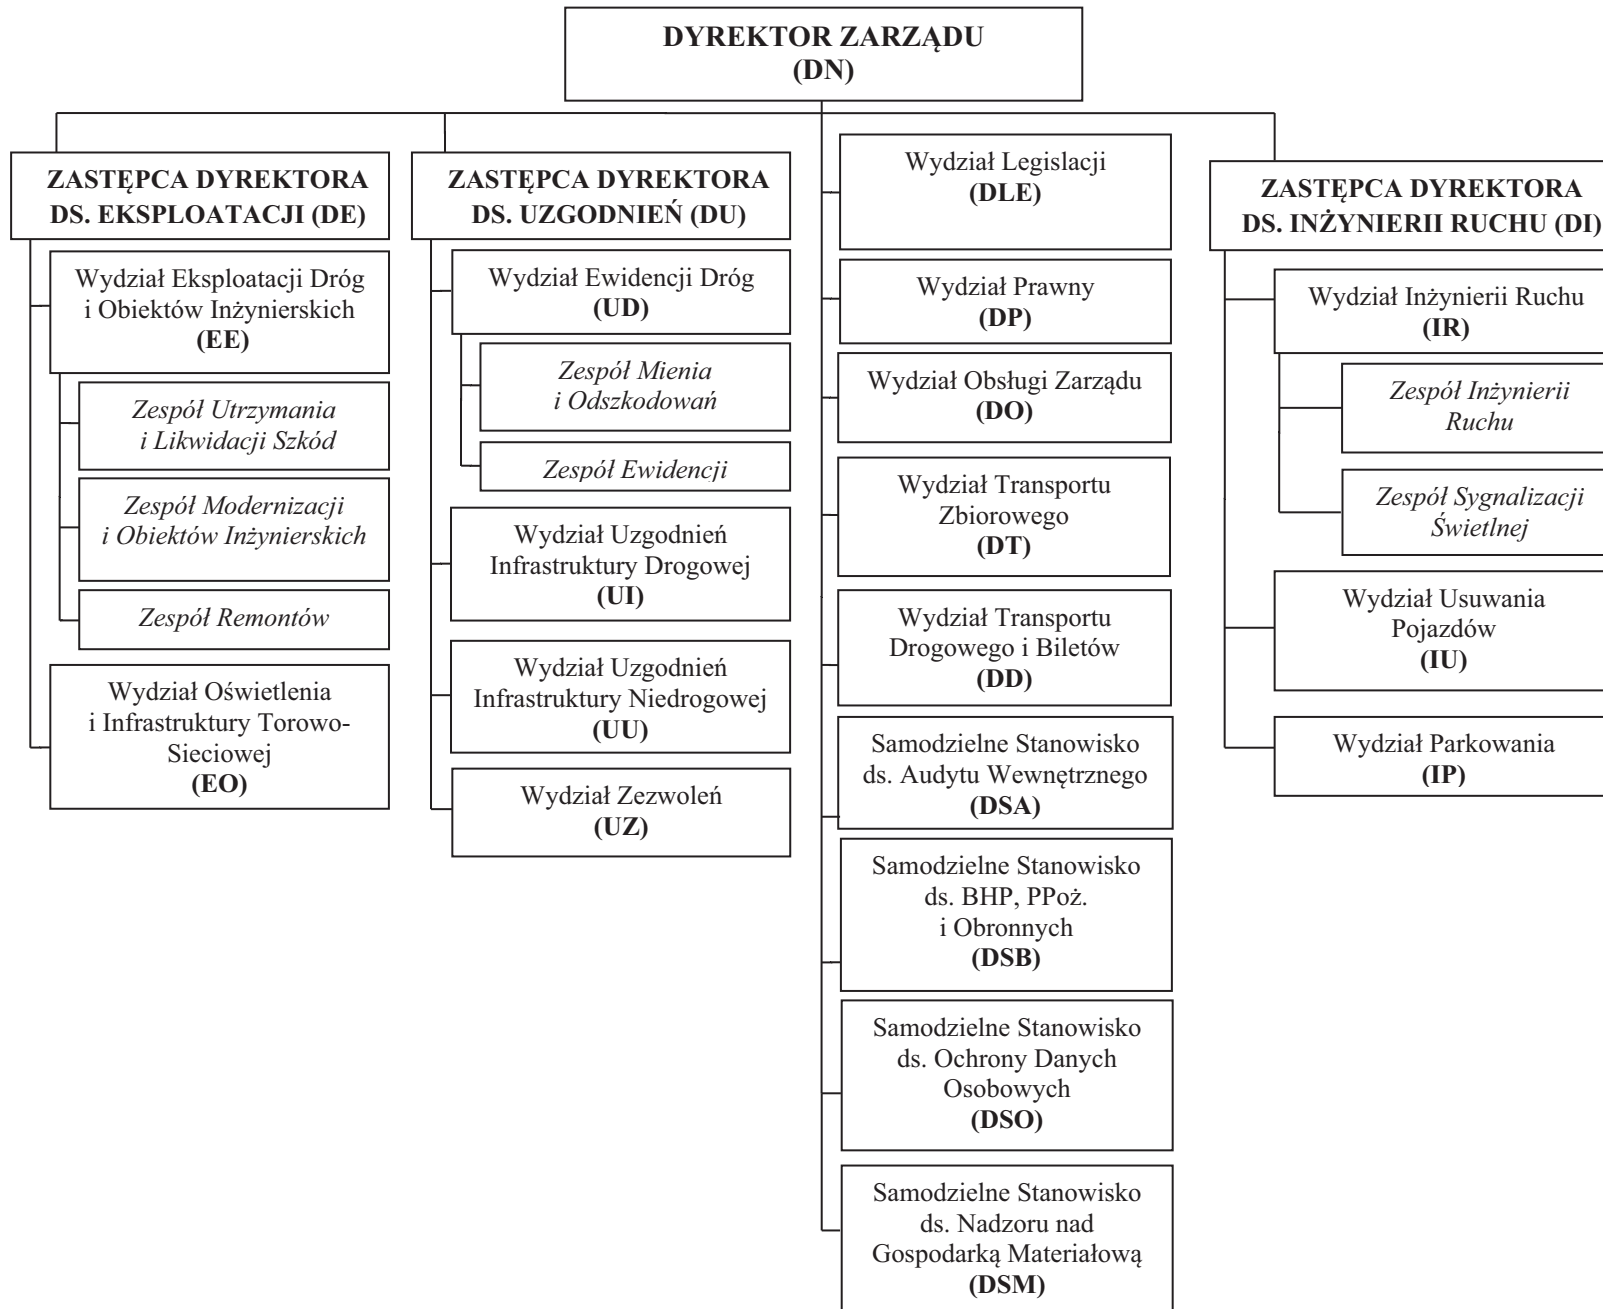 DYREKTOR ZARZĄDU
(DN)
ZASTĘPCA DYREKTORA
DS. EKSPLOATACJI (DE)
Wydział Eksploatacji Dróg
i Obiektów Inżynierskich
(EE)
Zespół Utrzymania
i Likwidacji Szkód
Zespół Modernizacji
i Obiektów Inżynierskich
Zespół Remontów
Wydział Oświetlenia
i Infrastruktury Torowo-
Sieciowej
(EO)
ZASTĘPCA DYREKTORA
DS. UZGODNIEŃ (DU)
Wydział Ewidencji Dróg
(UD)
Zespół Mienia
i Odszkodowań
Zespół Ewidencji
Wydział Uzgodnień
Infrastruktury Drogowej
(UI)
Wydział Uzgodnień
Infrastruktury Niedrogowej
(UU)
Wydział Zezwoleń
(UZ)
Wydział Legislacji
(DLE)
Wydział Prawny
(DP)
Wydział Obsługi Zarządu
(DO)
Wydział Transportu
Zbiorowego
(DT)
Wydział Transportu
Drogowego i Biletów
(DD)
Samodzielne Stanowisko
ds. Audytu Wewnętrznego
(DSA)
Samodzielne Stanowisko
ds. BHP, PPoż.
i Obronnych
(DSB)
Samodzielne Stanowisko
ds. Ochrony Danych
Osobowych
(DSO)
Samodzielne Stanowisko
ds. Nadzoru nad
Gospodarką Materiałową
(DSM)
ZASTĘPCA DYREKTORA
DS. INŻYNIERII RUCHU (DI)
Wydział Inżynierii Ruchu
(IR)
Zespół Inżynierii
Ruchu
Zespół Sygnalizacji
Świetlnej
Wydział Usuwania
Pojazdów
(IU)
Wydział Parkowania
(IP)